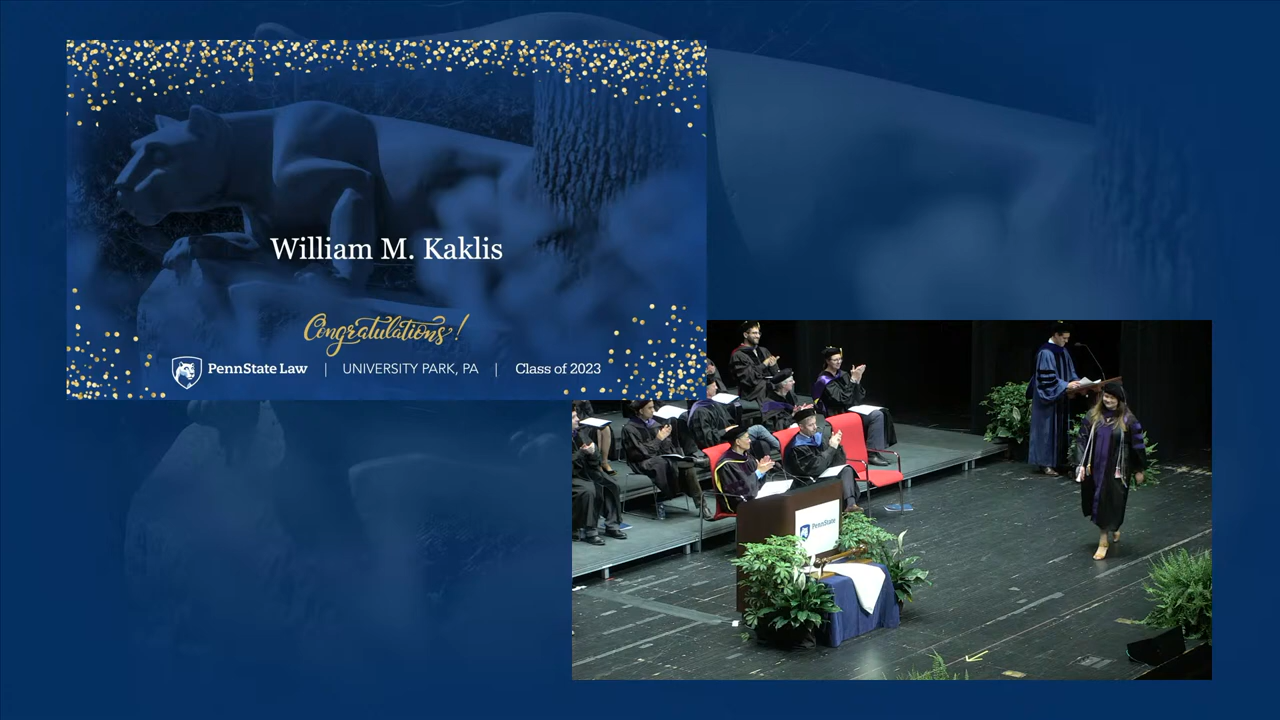 William M. Kaklis
Congratulations!
PennState Law | UNIVERSITY PARK, PA | Class of 2023
PennState